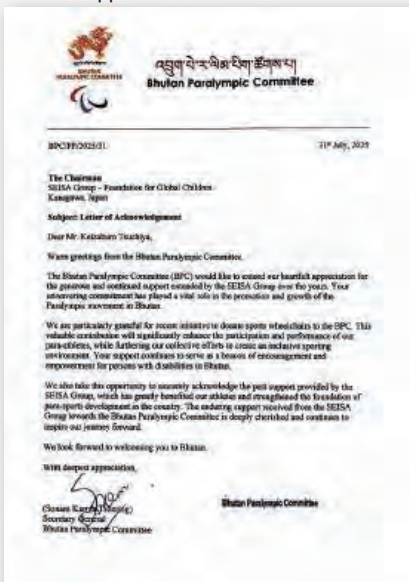 འབྲུག་པེ་ར་ལིམ་པིག་ཚོགས་པ།
Bhutan Paralympic Committee
BHUTAN
PARALYMPIC COMMITTEE
31st July, 2025
The Chairman
SEISA Group – Foundation for Global Children
Kanagawa, Japan
Subject: Letter of Acknowledgement
Dear Mr. Keizaburo Tsuchiya,
Warm greetings from the Bhutan Paralympic Committee.
The Bhutan Paralympic Committee (BPC) would like to extend our heartfelt appreciation for
the generous and continued support extended by the SEISA Group over the years. Your
unwavering commitment has played a vital role in the promotion and growth of the
Paralympic movement in Bhutan.
We are particularly grateful for recent initiative to donate sports wheelchairs to the BPC. This
valuable contribution will significantly enhance the participation and performance of our
para-athletes, while furthering our collective efforts to create an inclusive sporting
environment. Your support continues to serve as a beacon of encouragement and
empowerment for persons with disabilities in Bhutan.
We also take this opportunity to sincerely acknowledge the past support provided by the
SEISA Group, which has greatly benefited our athletes and strengthened the foundation of
para-sports development in the country. The enduring support received from the SEISA
Group towards the Bhutan Paralympic Committee is deeply cherished and continues to
inspire our journey forward.
We look forward to welcoming you to Bhutan.
With deepest appreciation,
Secretary General
Bhutan Paralympic Committee
Bhutan Paralympic Committee